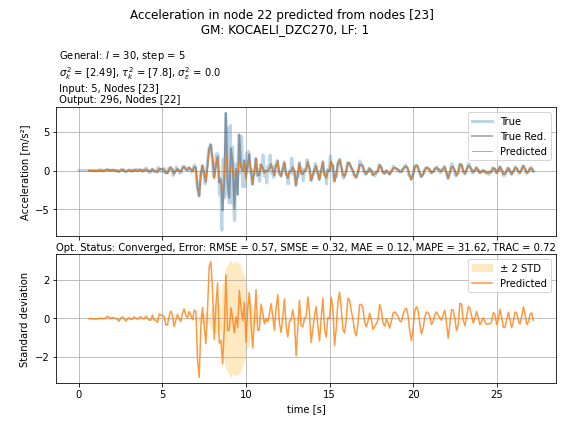 Acceleration in node 22 predicted from nodes [23]
GM: KOCAELI_DZC270, LF: 1
General: l = 30, step = 5
σ²ₖ = [2.49], τ²ₖ = [7.8], σ²ε = 0.0
Input: 5, Nodes [23]
Output: 296, Nodes [22]
Acceleration [m/s²]
5
0
−5
True
True Red.
Predicted
Opt. Status: Converged, Error: RMSE = 0.57, SMSE = 0.32, MAE = 0.12, MAPE = 31.62, TRAC = 0.72
Standard deviation
2
0
−2
± 2 STD
Predicted
0 5 10 15 20 25
time [s]